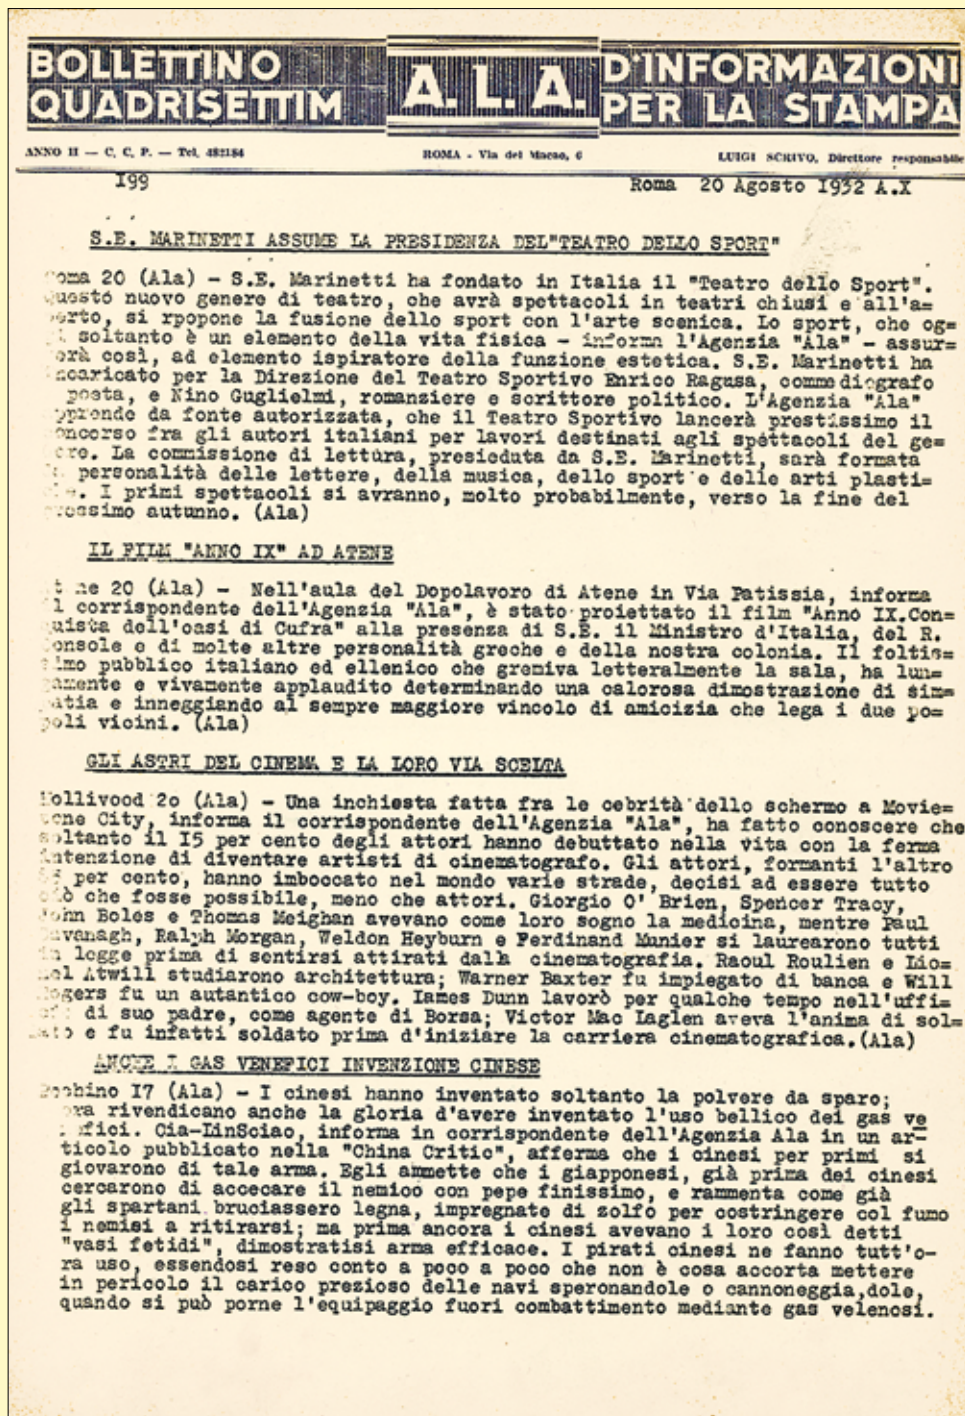 BOLLETTINO
QUADRISETTIM
A. L. A.
D'INFORMAZIONI
PER LA STAMPA
ANNO II — C. C. P. — Tel. 482184
ROMA - Via del Macao, 6
LUIGI SCRIVO, Direttore responsabile
I99
Roma 20 Agosto I932 A.X
S.E. MARINETTI ASSUME LA PRESIDENZA DEL"TEATRO DELLO SPORT"
oma 20 (Ala) - S.E. Marinetti ha fondato in Italia il "Teatro dello Sport".
uesto nuovo genere di teatro, che avrà spettacoli in teatri chiusi e all'a=
erto, si rpopone la fusione dello sport con l'arte scenica. Lo sport, che og=
soltanto è un elemento della vita fisica - informa l'Agenzia "Ala" - assur=
erà così, ad elemento ispiratore della funzione estetica. S.E. Marinetti ha
ncaricato per la Direzione del Teatro Sportivo Enrico Ragusa, commediografo
poeta, e Nino Guglielmi, romanziere e scrittore politico. L'Agenzia "Ala"
pprende da fonte autorizzata, che il Teatro Sportivo lancerà prestissimo il
oncorso fra gli autori italiani per lavori destinati agli spettacoli del ge=
ere. La commissione di lettura, presieduta da S.E. Marinetti, sarà formata
personalità delle lettere, della musica, dello sport e delle arti plasti=
he. I primi spettacoli si avranno, molto probabilmente, verso la fine del
rossimo autunno. (Ala)
IL FILM "ANNO IX" AD ATENE
t ne 20 (Ala) - Nell'aula del Dopolavoro di Atene in Via Patissia, informa
l corrispondente dell'Agenzia "Ala", è stato proiettato il film "Anno IX.Con=
uista dell'oasi di Cufra" alla presenza di S.E. il Ministro d'Italia, del R.
onsole e di molte altre personalità greche e della nostra colonia. Il foltis=
simo pubblico italiano ed ellenico che gremiva letteralmente la sala, ha lun=
gamente e vivamente applaudito determinando una calorosa dimostrazione di sim=
patia e inneggiando al sempre maggiore vincolo di amicizia che lega i due po=
poli vicini. (Ala)
GLI ASTRI DEL CINEMA E LA LORO VIA SCELTA
Hollivood 2o (Ala) - Una inchiesta fatta fra le cebrità dello schermo a Movie=
tone City, informa il corrispondente dell'Agenzia "Ala", ha fatto conoscere che
soltanto il I5 per cento degli attori hanno debuttato nella vita con la ferma
intenzione di diventare artisti di cinematografo. Gli attori, formanti l'altro
per cento, hanno imboccato nel mondo varie strade, decisi ad essere tutto
ciò che fosse possibile, meno che attori. Giorgio O' Brien, Spencer Tracy,
John Boles e Thomas Meighan avevano come loro sogno la medicina, mentre Paul
Cavanagh, Ralph Morgan, Weldon Heyburn e Ferdinand Munier si laurearono tutti
in legge prima di sentirsi attirati dalla cinematografia. Raoul Roulien e Lio=
nel Atwill studiarono architettura; Warner Baxter fu impiegato di banca e Will
Rogers fu un autantico cow-boy. Iames Dunn lavorò per qualche tempo nell'uffi=
di suo padre, come agente di Borsa; Victor Mac Laglen aveva l'anima di sol=
dato e fu infatti soldato prima d'iniziare la carriera cinematografica.(Ala)
ANCHE I GAS VENEFICI INVENZIONE CINESE
Pechino I7 (Ala) - I cinesi hanno inventato soltanto la polvere da sparo;
ora rivendicano anche la gloria d'avere inventato l'uso bellico dei gas ve
nefici. Cia-LinSciao, informa in corrispondente dell'Agenzia Ala in un ar-
ticolo pubblicato nella "China Critic", afferma che i cinesi per primi si
giovarono di tale arma. Egli ammette che i giapponesi, già prima dei cinesi
cercarono di accecare il nemico con pepe finissimo, e rammenta come già
gli spartani bruciassero legna, impregnate di zolfo per costringere col fumo
i nemisi a ritirarsi; ma prima ancora i cinesi avevano i loro così detti
"vasi fetidi", dimostratisi arma efficace. I pirati cinesi ne fanno tutt'o-
ra uso, essendosi reso conto a poco a poco che non è cosa accorta mettere
in pericolo il carico prezioso delle navi speronandole o cannoneggia,dole,
quando si può porne l'equipaggio fuori combattimento mediante gas velenosi.